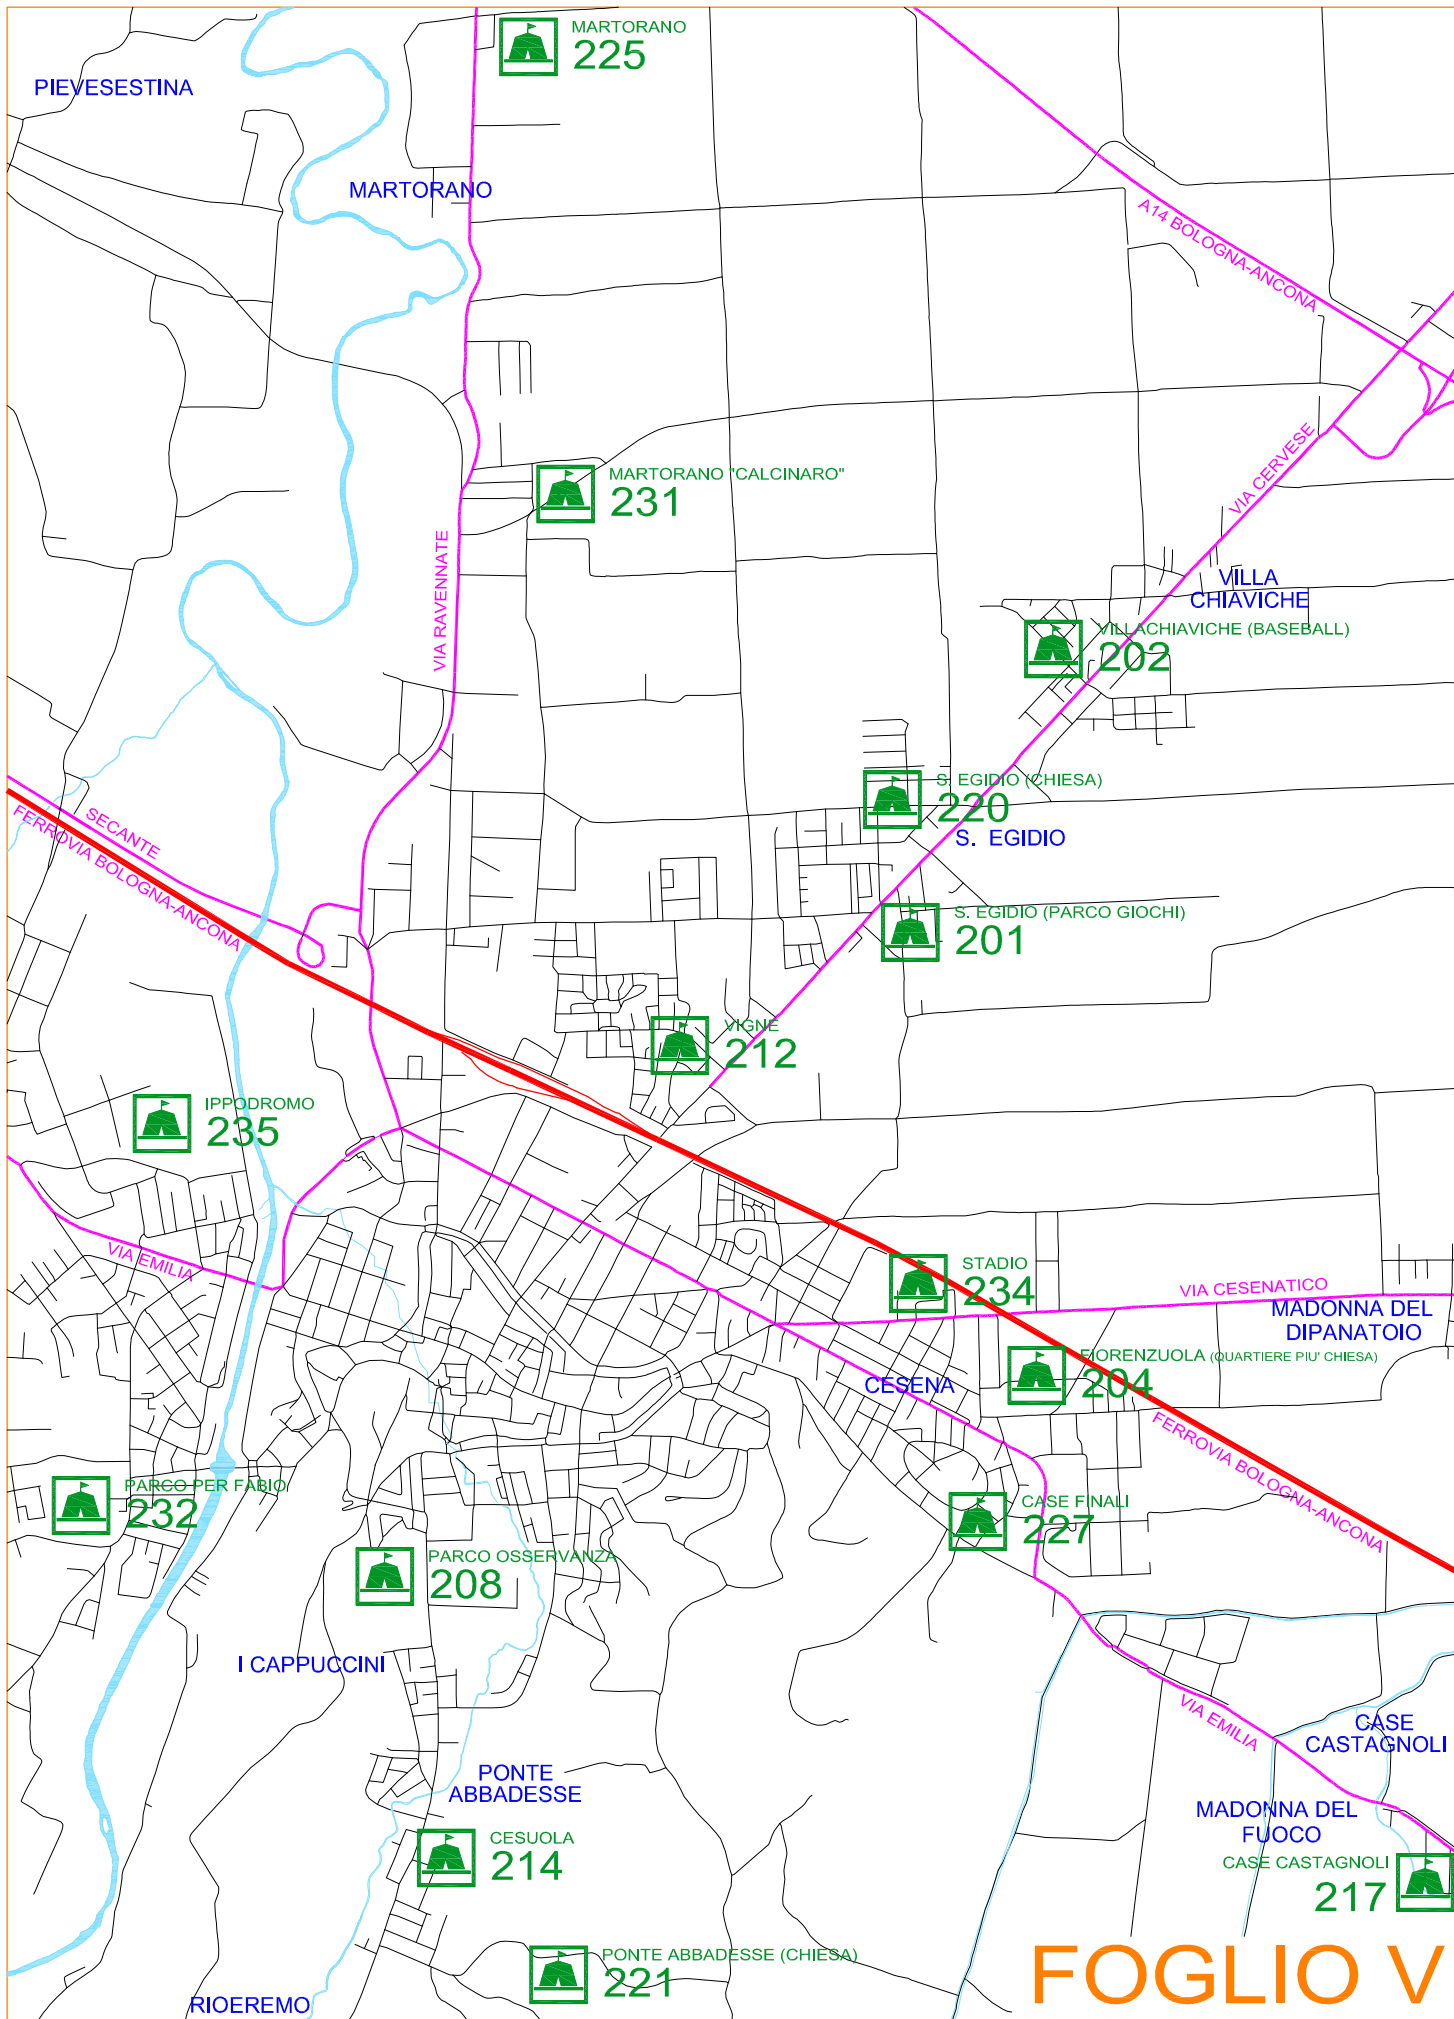 MARTORANO
225
PIEVESESTINA
MARTORANO
A14 BOLOGNA-ANCONA
MARTORANO "CALCINARO"
231
VIA CERVESE
VIA RAVENNATE
VILLA
CHIAVICHE
VILLACHIAVICHE (BASEBALL)
202
S. EGIDIO (CHIESA)
220
S. EGIDIO
SECANTE
FERROVIA BOLOGNA-ANCONA
S. EGIDIO (PARCO GIOCHI)
201
VIGNE
212
IPPODROMO
235
VIA EMILIA
STADIO
234
VIA CESENATICO
MADONNA DEL
DIPANATOIO
FIORENZUOLA (QUARTIERE PIU' CHIESA)
204
CESENA
FERROVIA BOLOGNA-ANCONA
PARCO PER FABIO
232
CASE FINALI
227
PARCO OSSERVANZA
208
I CAPPUCCINI
VIA EMILIA
CASE
CASTAGNOLI
PONTE
ABBADESSE
MADONNA DEL
FUOCO
CESUOLA
214
CASE CASTAGNOLI
217
PONTE ABBADESSE (CHIESA)
221
RIOEREMO
FOGLIO V